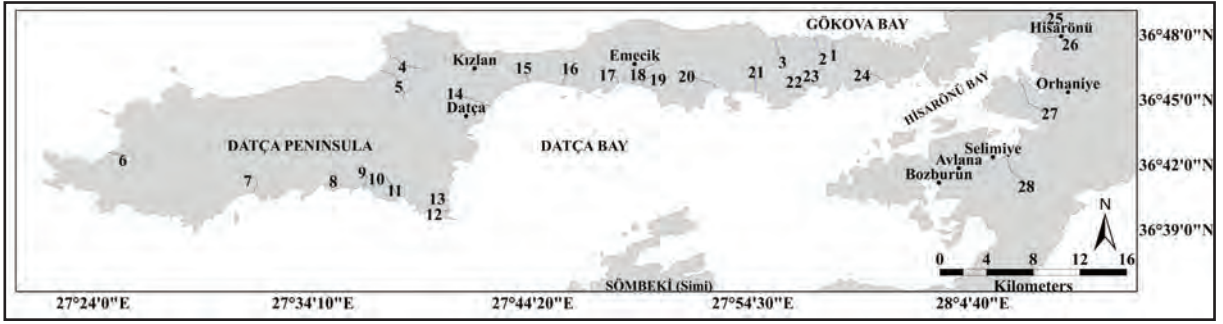 GÖKOVA BAY
25
Hisarönü
36°48'0"N
26
Kızlan
Emecik
1
2
3
4
15
16
17
18
19
20
21
22
23
24
5
36°45'0"N
Orhaniye
14
Datça
HİSARÖNÜ BAY
27
DATÇA PENINSULA
DATÇA BAY
Selimiye
Avlana
Bozburun
36°42'0"N
6
7
8
9
10
11
28
13
12
N
36°39'0"N
0 4 8 12 16
Kilometers
SÖMBEKİ (Simi)
27°24'0"E 27°34'10"E 27°44'20"E 27°54'30"E 28°4'40"E